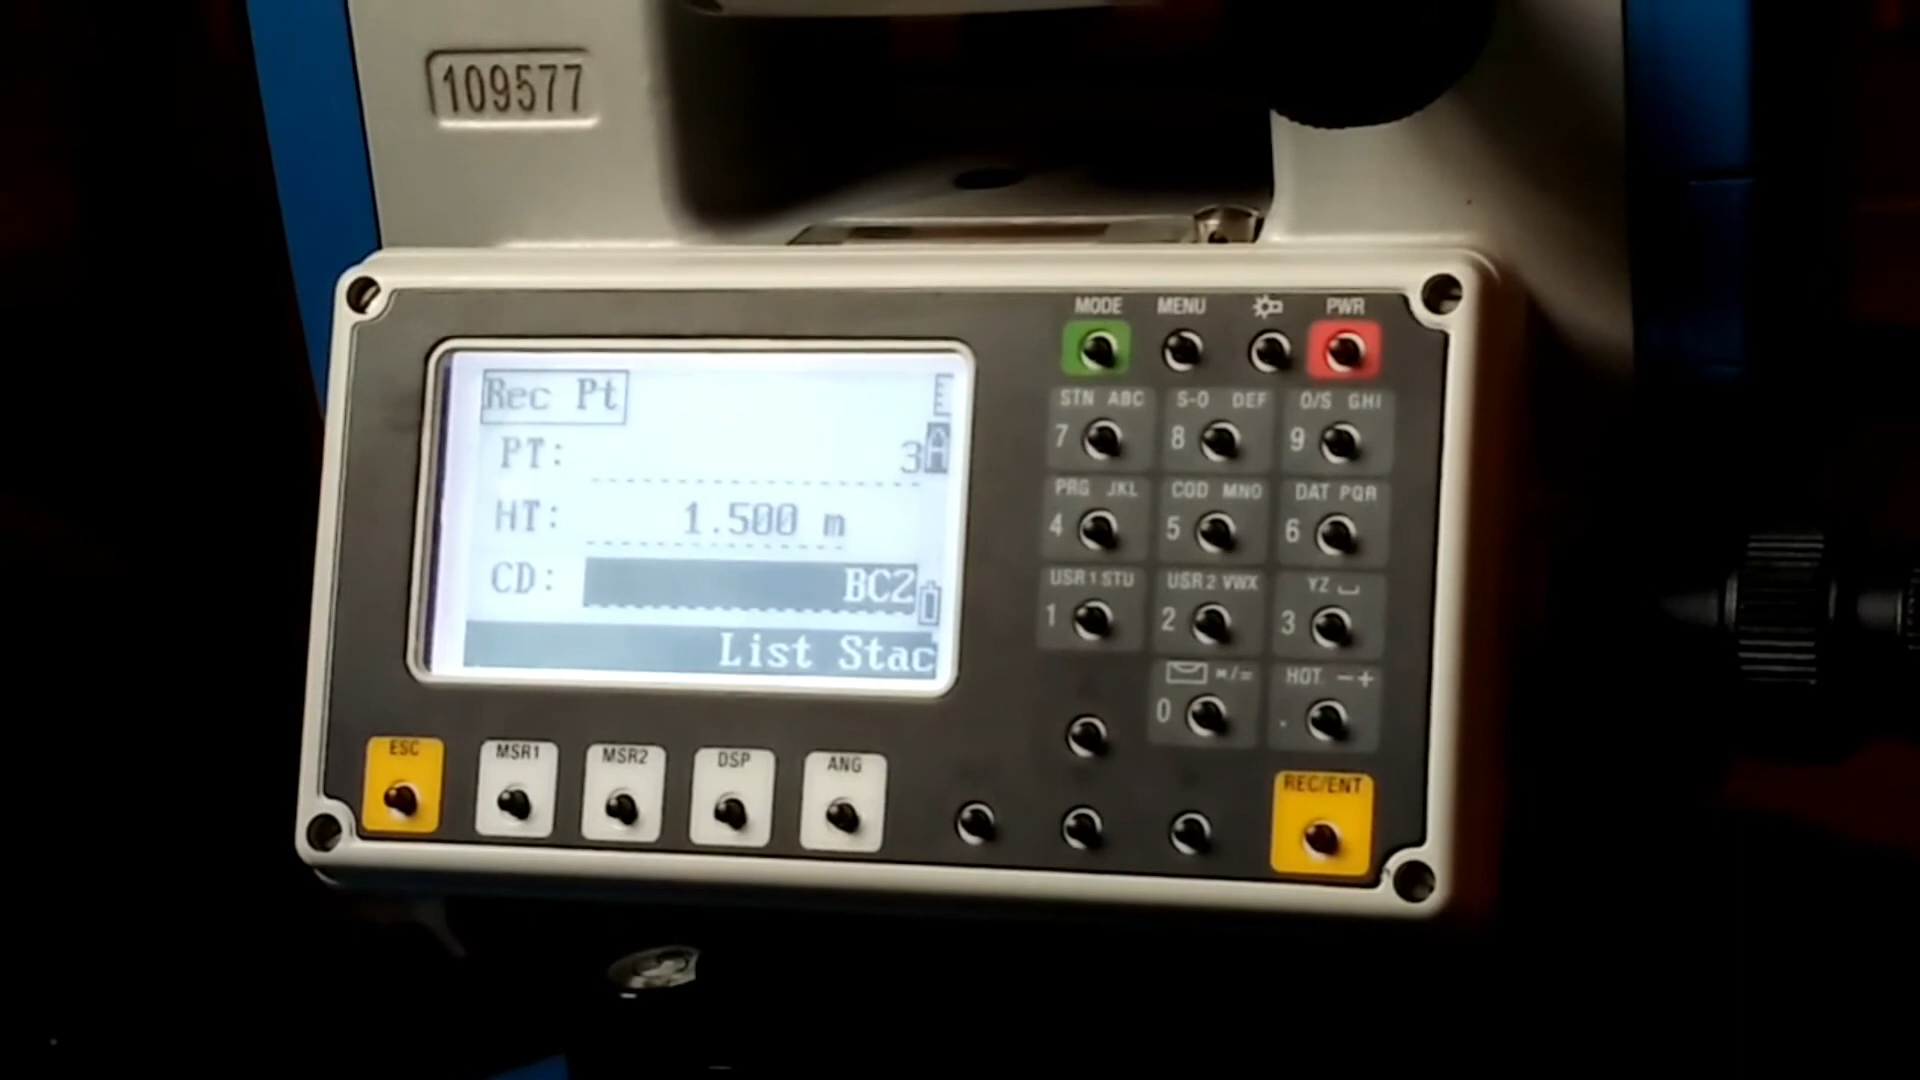 109577
MODE MENU PWR
Rec Pt
PT: 3
HT: 1.500 m
CD: BC2
List Stac
STN ABC S-O DEF O/S GHI
7 8 9
PRG JKL COD MNO DAT PQR
4 5 6
USR1 STU USR2 VWX YZ
1 2 3
*/= HOT -+
0 .
ESC MSR1 MSR2 DSP ANG REC/ENT